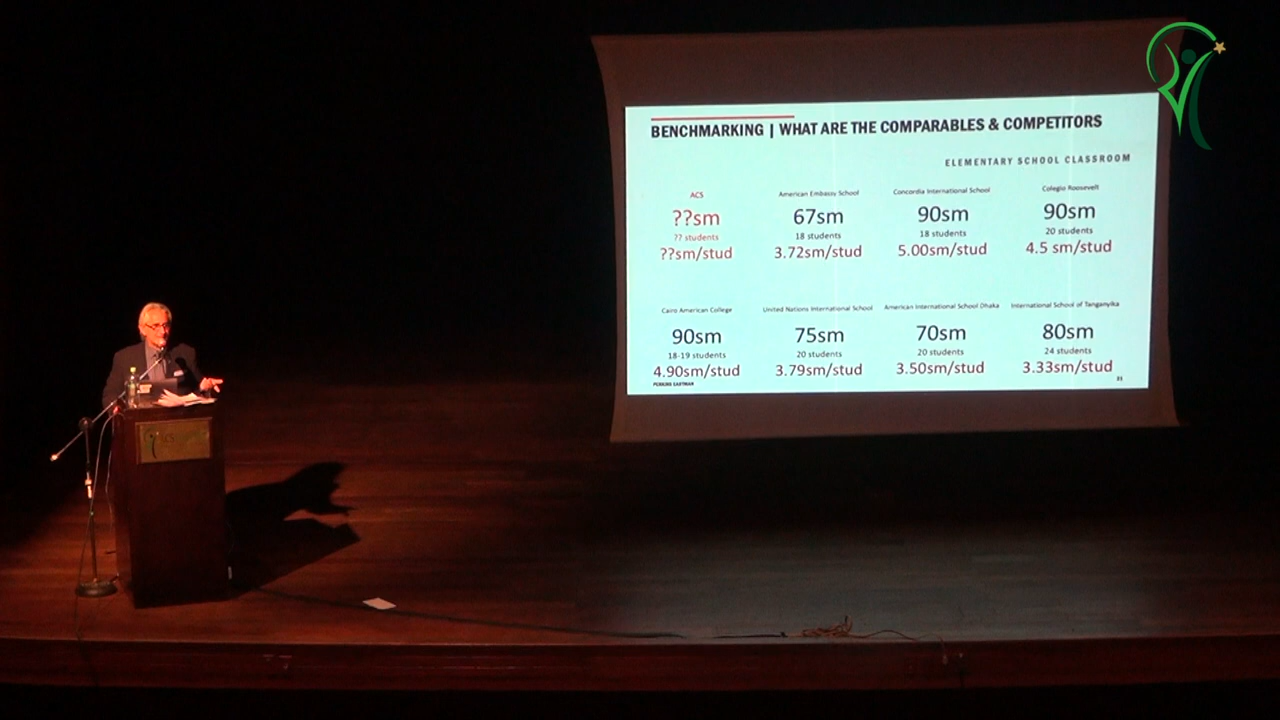 BENCHMARKING | WHAT ARE THE COMPARABLES & COMPETITORS
ELEMENTARY SCHOOL CLASSROOM
ACS
??sm
?? students
??sm/stud
American Embassy School
67sm
18 students
3.72sm/stud
Concordia International School
90sm
18 students
5.00sm/stud
Colegio Roosevelt
90sm
20 students
4.5 sm/stud
Cairo American College
90sm
18-19 students
4.90sm/stud
United Nations International School
75sm
20 students
3.79sm/stud
American International School Dhaka
70sm
20 students
3.50sm/stud
International School of Tanganyika
80sm
24 students
3.33sm/stud
PERKINS EASTMAN